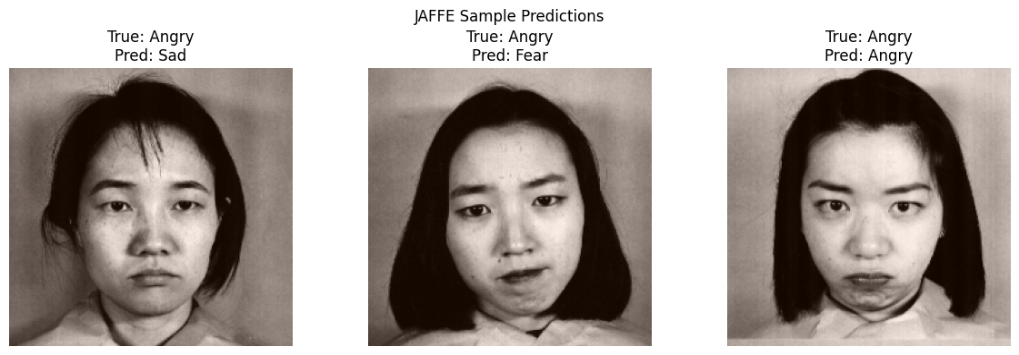 JAFFE Sample Predictions
True: Angry
Pred: Sad
True: Angry
Pred: Fear
True: Angry
Pred: Angry